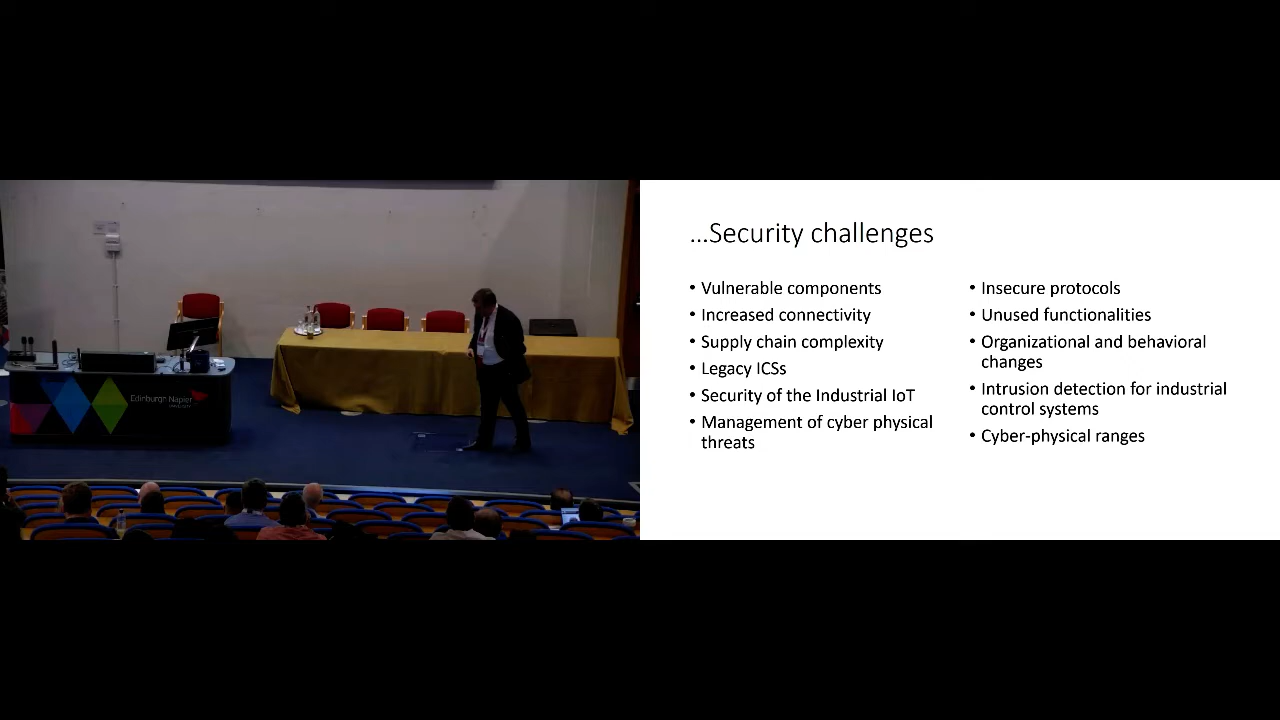 Edinburgh Napier
UNIVERSITY
...Security challenges
• Vulnerable components
• Increased connectivity
• Supply chain complexity
• Legacy ICSs
• Security of the Industrial IoT
• Management of cyber physical
threats
• Insecure protocols
• Unused functionalities
• Organizational and behavioral
changes
• Intrusion detection for industrial
control systems
• Cyber-physical ranges